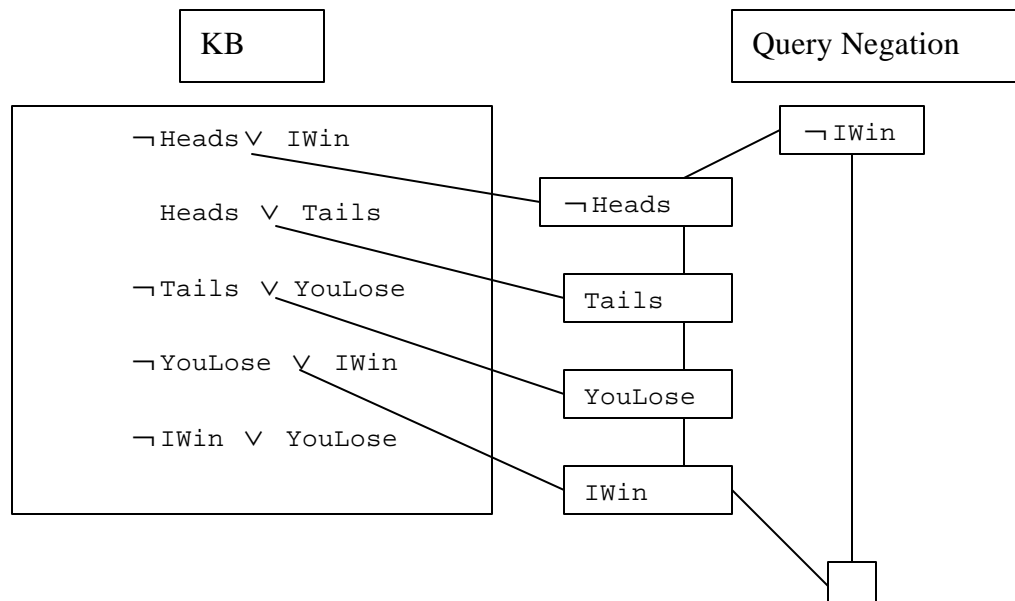 KB
Query Negation
¬Heads ∨ IWin
¬IWin
¬Heads
Heads ∨ Tails
Tails
¬Tails ∨ YouLose
¬YouLose ∨ IWin
YouLose
¬IWin ∨ YouLose
IWin